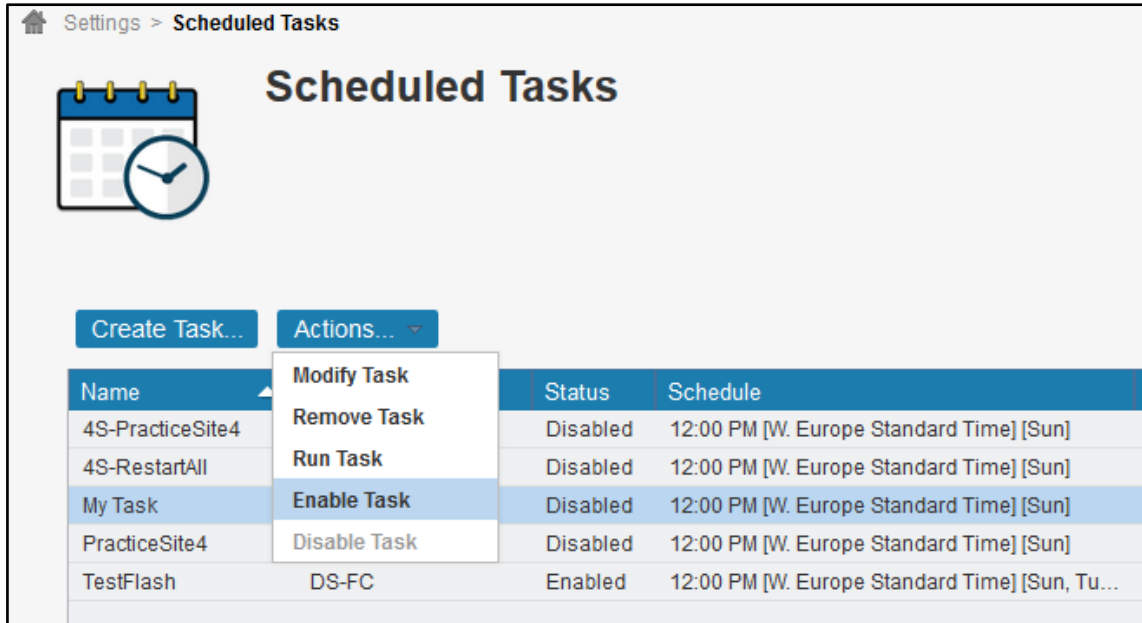 Settings > Scheduled Tasks
Scheduled Tasks
Create Task... Actions...
Modify Task
Remove Task
Run Task
Enable Task
Disable Task
Name Status Schedule
4S-PracticeSite4 Disabled 12:00 PM [W. Europe Standard Time] [Sun]
4S-RestartAll Disabled 12:00 PM [W. Europe Standard Time] [Sun]
My Task Disabled 12:00 PM [W. Europe Standard Time] [Sun]
PracticeSite4 Disabled 12:00 PM [W. Europe Standard Time] [Sun]
TestFlash DS-FC Enabled 12:00 PM [W. Europe Standard Time] [Sun, Tu...